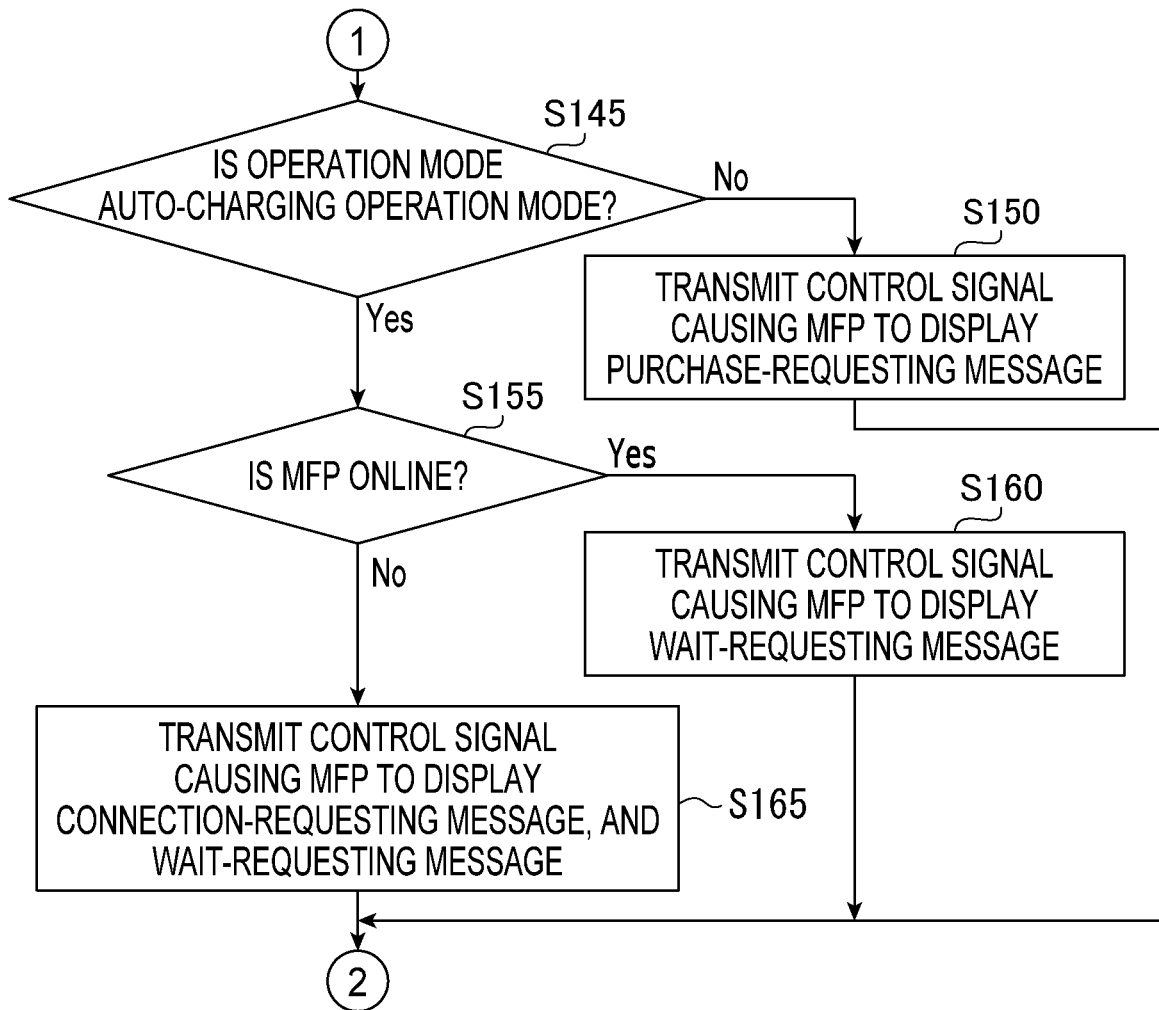 1
S145
IS OPERATION MODE
AUTO-CHARGING OPERATION MODE?
No
S150
TRANSMIT CONTROL SIGNAL
CAUSING MFP TO DISPLAY
PURCHASE-REQUESTING MESSAGE
Yes
S155
IS MFP ONLINE?
Yes
S160
TRANSMIT CONTROL SIGNAL
CAUSING MFP TO DISPLAY
WAIT-REQUESTING MESSAGE
No
TRANSMIT CONTROL SIGNAL
CAUSING MFP TO DISPLAY
CONNECTION-REQUESTING MESSAGE, AND
WAIT-REQUESTING MESSAGE
S165
2